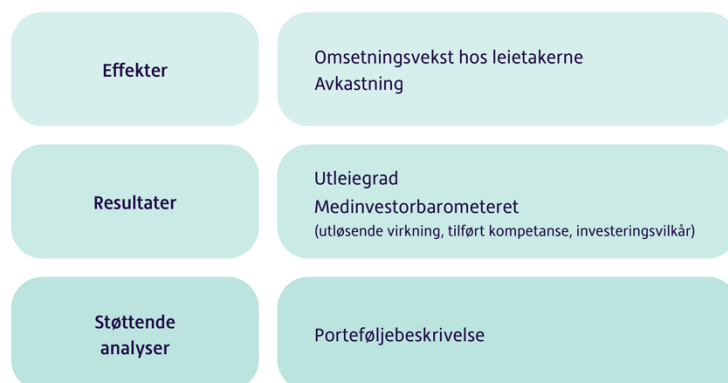 Effekter
Omsetningsvekst hos leietakerne
Avkastning
Resultater
Utleiegrad
Medinvestorbarometeret
(utløsende virkning, tilført kompetanse, investeringsvilkår)
Støttende
analyser
Porteføljebeskrivelse